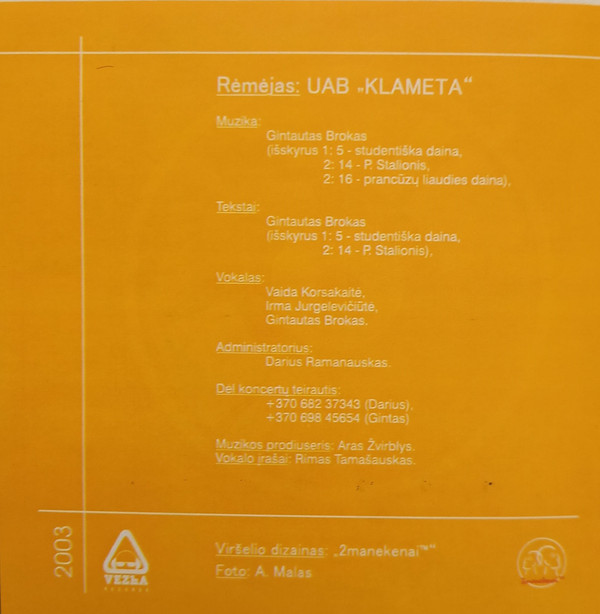 Rėmėjas: UAB „KLAMETA“
Muzika:
Gintautas Brokas
(išskyrus 1: 5 - studentiška daina,
2: 14 - P. Stalionis,
2: 16 - prancūzų liaudies daina),
Tekstai:
Gintautas Brokas
(išskyrus 1: 5 - studentiška daina,
2: 14 - P. Stalionis),
Vokalas:
Vaida Korsakaitė,
Irma Jurgelevičiūtė,
Gintautas Brokas.
Administratorius:
Darius Ramanauskas.
Dėl koncertų teirautis:
+370 682 37343 (Darius),
+370 698 45654 (Gintas)
Muzikos prodiuseris: Aras Žvirblys.
Vokalo įrašai: Rimas Tamašauskas.
2003
VEZHA
RECORDS
Viršelio dizainas: „2manekenai™“
Foto: A. Malas